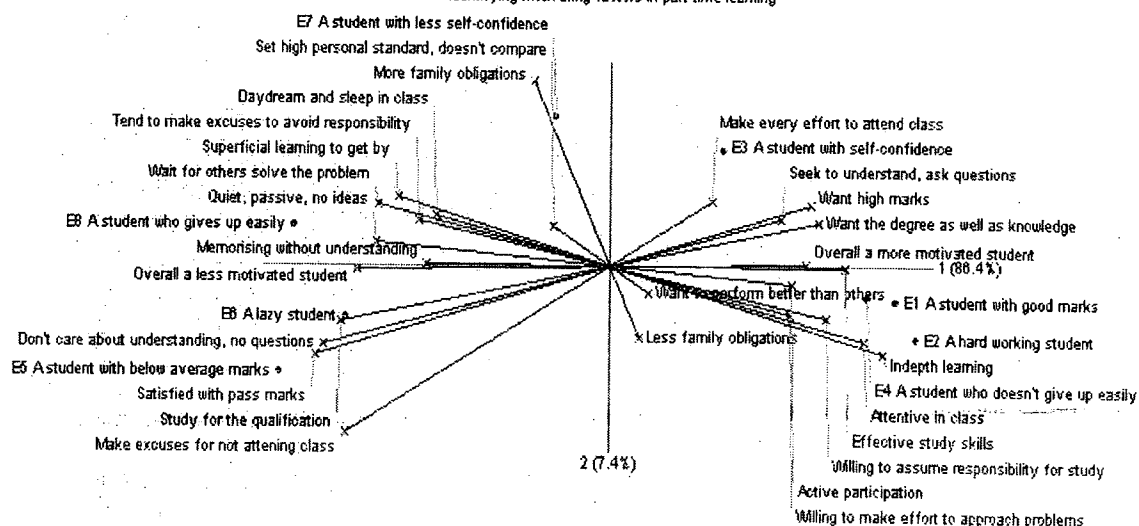 E7 A student with less self-confidence
Set high personal standard, doesn't compare
More family obligations
Daydream and sleep in class
Tend to make excuses to avoid responsibility
Superficial learning to get by
Wait for others solve the problem
Quiet, passive, no ideas
E8 A student who gives up easily
Memorising without understanding
Overall a less motivated student
E6 A lazy student
Don't care about understanding, no questions
E5 A student with below average marks
Satisfied with pass marks
Study for the qualification
Make excuses for not attening class
Make every effort to attend class
E3 A student with self-confidence
Seek to understand, ask questions
Want high marks
Want the degree as well as knowledge
Overall a more motivated student
1 (86.4%)
Want to perform better than others
E1 A student with good marks
Less family obligations
E2 A hard working student
Indepth learning
E4 A student who doesn't give up easily
Attentive in class
Effective study skills
2 (7.4%)
Willing to assume responsibility for study
Active participation
Willing to make effort to approach problems